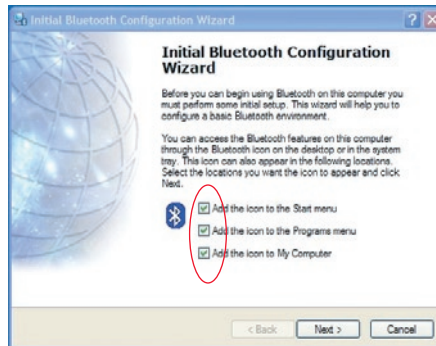 Initial Bluetooth Configuration Wizard
Initial Bluetooth Configuration
Wizard
Before you can begin using Bluetooth on this computer you
must perform some initial setup. This wizard will help you to
configure a basic Bluetooth environment.
You can access the Bluetooth features on this computer
through the Bluetooth icon on the desktop or in the system
tray. This icon can also appear in the following locations.
Select the locations you want the icon to appear and click
Next.
Add the icon to the Start menu
Add the icon to the Programs menu
Add the icon to My Computer
< Back Next > Cancel